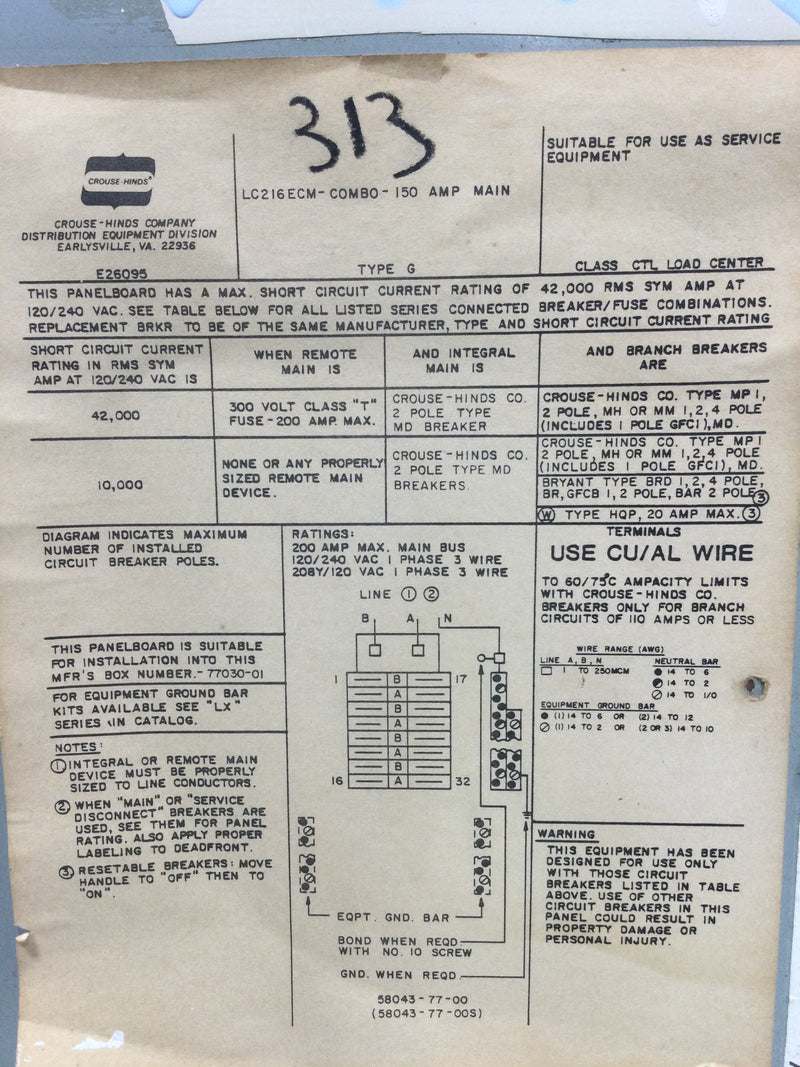 313
CROUSE-HINDS®
CROUSE-HINDS COMPANY
DISTRIBUTION EQUIPMENT DIVISION
EARLYSVILLE, VA. 22936
E26095
LC216ECM-COMBO-150 AMP MAIN
TYPE G
SUITABLE FOR USE AS SERVICE
EQUIPMENT
CLASS CTL LOAD CENTER
THIS PANELBOARD HAS A MAX. SHORT CIRCUIT CURRENT RATING OF 42,000 RMS SYM AMP AT
120/240 VAC. SEE TABLE BELOW FOR ALL LISTED SERIES CONNECTED BREAKER/FUSE COMBINATIONS.
REPLACEMENT BRKR TO BE OF THE SAME MANUFACTURER, TYPE AND SHORT CIRCUIT CURRENT RATING
SHORT CIRCUIT CURRENT
RATING IN RMS SYM
AMP AT 120/240 VAC IS
WHEN REMOTE
MAIN IS
AND INTEGRAL
MAIN IS
AND BRANCH BREAKERS
ARE
42,000
300 VOLT CLASS "T"
FUSE-200 AMP. MAX.
CROUSE-HINDS CO.
2 POLE TYPE
MD BREAKER
CROUSE-HINDS CO. TYPE MP 1,
2 POLE, MH OR MM 1,2,4 POLE
(INCLUDES 1 POLE GFCI), MD.
10,000
NONE OR ANY PROPERLY
SIZED REMOTE MAIN
DEVICE.
CROUSE-HINDS CO.
2 POLE TYPE MD
BREAKERS.
CROUSE-HINDS CO. TYPE MP 1
2 POLE, MH OR MM 1,2,4 POLE
(INCLUDES 1 POLE GFCI), MD.
BRYANT TYPE BRD 1,2,4 POLE,
BR, GFCB 1,2 POLE, BAR 2 POLE ③
Ⓦ TYPE HQP, 20 AMP MAX. ③
DIAGRAM INDICATES MAXIMUM
NUMBER OF INSTALLED
CIRCUIT BREAKER POLES.
THIS PANELBOARD IS SUITABLE
FOR INSTALLATION INTO THIS
MFR'S BOX NUMBER.-77030-01
FOR EQUIPMENT GROUND BAR
KITS AVAILABLE SEE "LX"
SERIES IN CATALOG.
NOTES:
① INTEGRAL OR REMOTE MAIN
DEVICE MUST BE PROPERLY
SIZED TO LINE CONDUCTORS.
② WHEN "MAIN" OR "SERVICE
DISCONNECT" BREAKERS ARE
USED, SEE THEM FOR PANEL
RATING. ALSO APPLY PROPER
LABELING TO DEADFRONT.
③ RESETABLE BREAKERS: MOVE
HANDLE TO "OFF" THEN TO
"ON".
RATINGS:
200 AMP MAX. MAIN BUS
120/240 VAC 1 PHASE 3 WIRE
208Y/120 VAC 1 PHASE 3 WIRE
LINE ① ②
B A N
1 B 17
A
B
A
B
A
B
16 A 32
EQPT. GND. BAR
BOND WHEN REQD
WITH NO. 10 SCREW
GND. WHEN REQD
58043-77-00
(58043-77-00S)
TERMINALS
USE CU/AL WIRE
TO 60/75°C AMPACITY LIMITS
WITH CROUSE-HINDS CO.
BREAKERS ONLY FOR BRANCH
CIRCUITS OF 110 AMPS OR LESS
WIRE RANGE (AWG)
LINE A, B, N
1 TO 250MCM
NEUTRAL BAR
14 TO 6
14 TO 2
14 TO 1/0
EQUIPMENT GROUND BAR
(1) 14 TO 6 OR (2) 14 TO 12
(1) 14 TO 2 OR (2 OR 3) 14 TO 10
WARNING
THIS EQUIPMENT HAS BEEN
DESIGNED FOR USE ONLY
WITH THOSE CIRCUIT
BREAKERS LISTED IN TABLE
ABOVE. USE OF OTHER
CIRCUIT BREAKERS IN THIS
PANEL COULD RESULT IN
PROPERTY DAMAGE OR
PERSONAL INJURY.